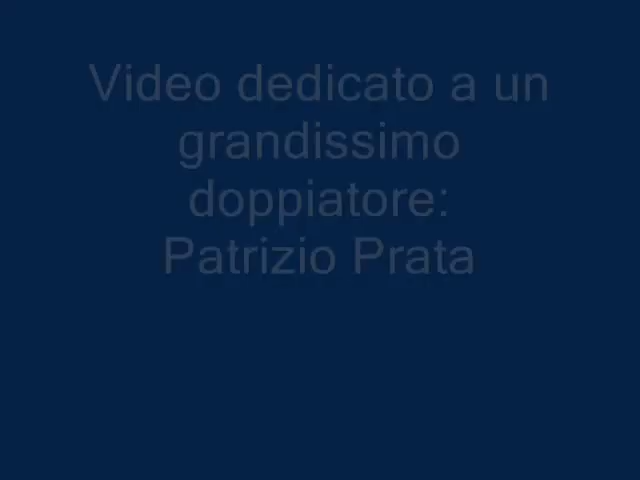 Video dedicato a un
grandissimo
doppiatore:
Patrizio Prata